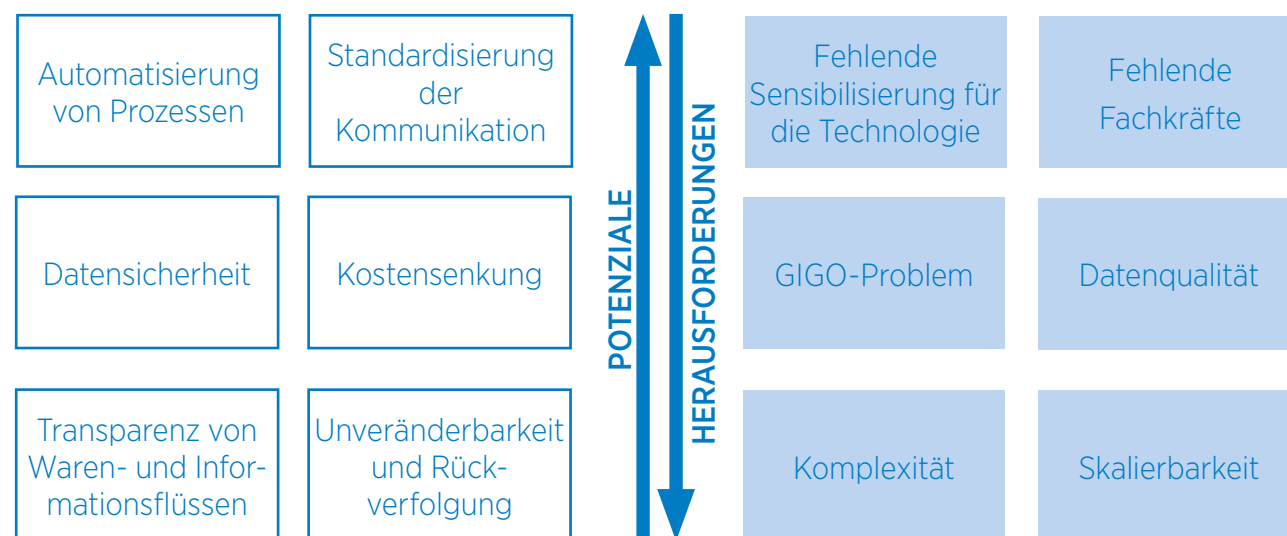 Automatisierung
von Prozessen
Standardisierung
der
Kommunikation
Datensicherheit
Kostensenkung
Transparenz von
Waren- und Infor-
mationsflüssen
Unveränderbarkeit
und Rück-
verfolgung
POTENZIALE
HERAUSFORDERUNGEN
Fehlende
Sensibilisierung für
die Technologie
Fehlende
Fachkräfte
GIGO-Problem
Datenqualität
Komplexität
Skalierbarkeit